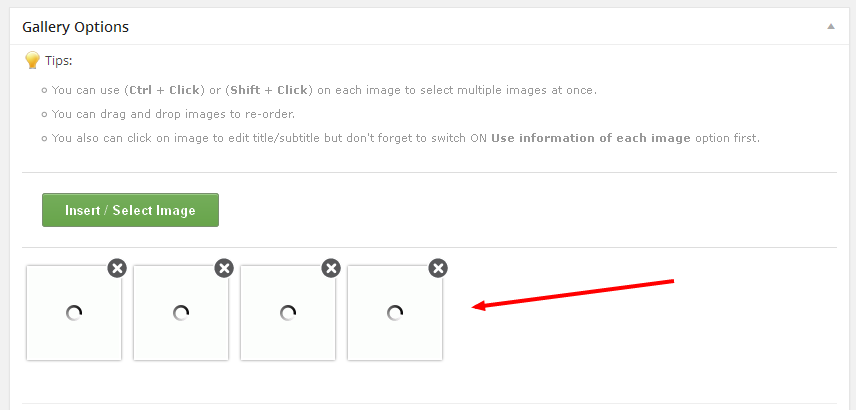 Gallery Options
Tips:
You can use (Ctrl + Click) or (Shift + Click) on each image to select multiple images at once.
You can drag and drop images to re-order.
You also can click on image to edit title/subtitle but don't forget to switch ON Use information of each image option first.
Insert / Select Image